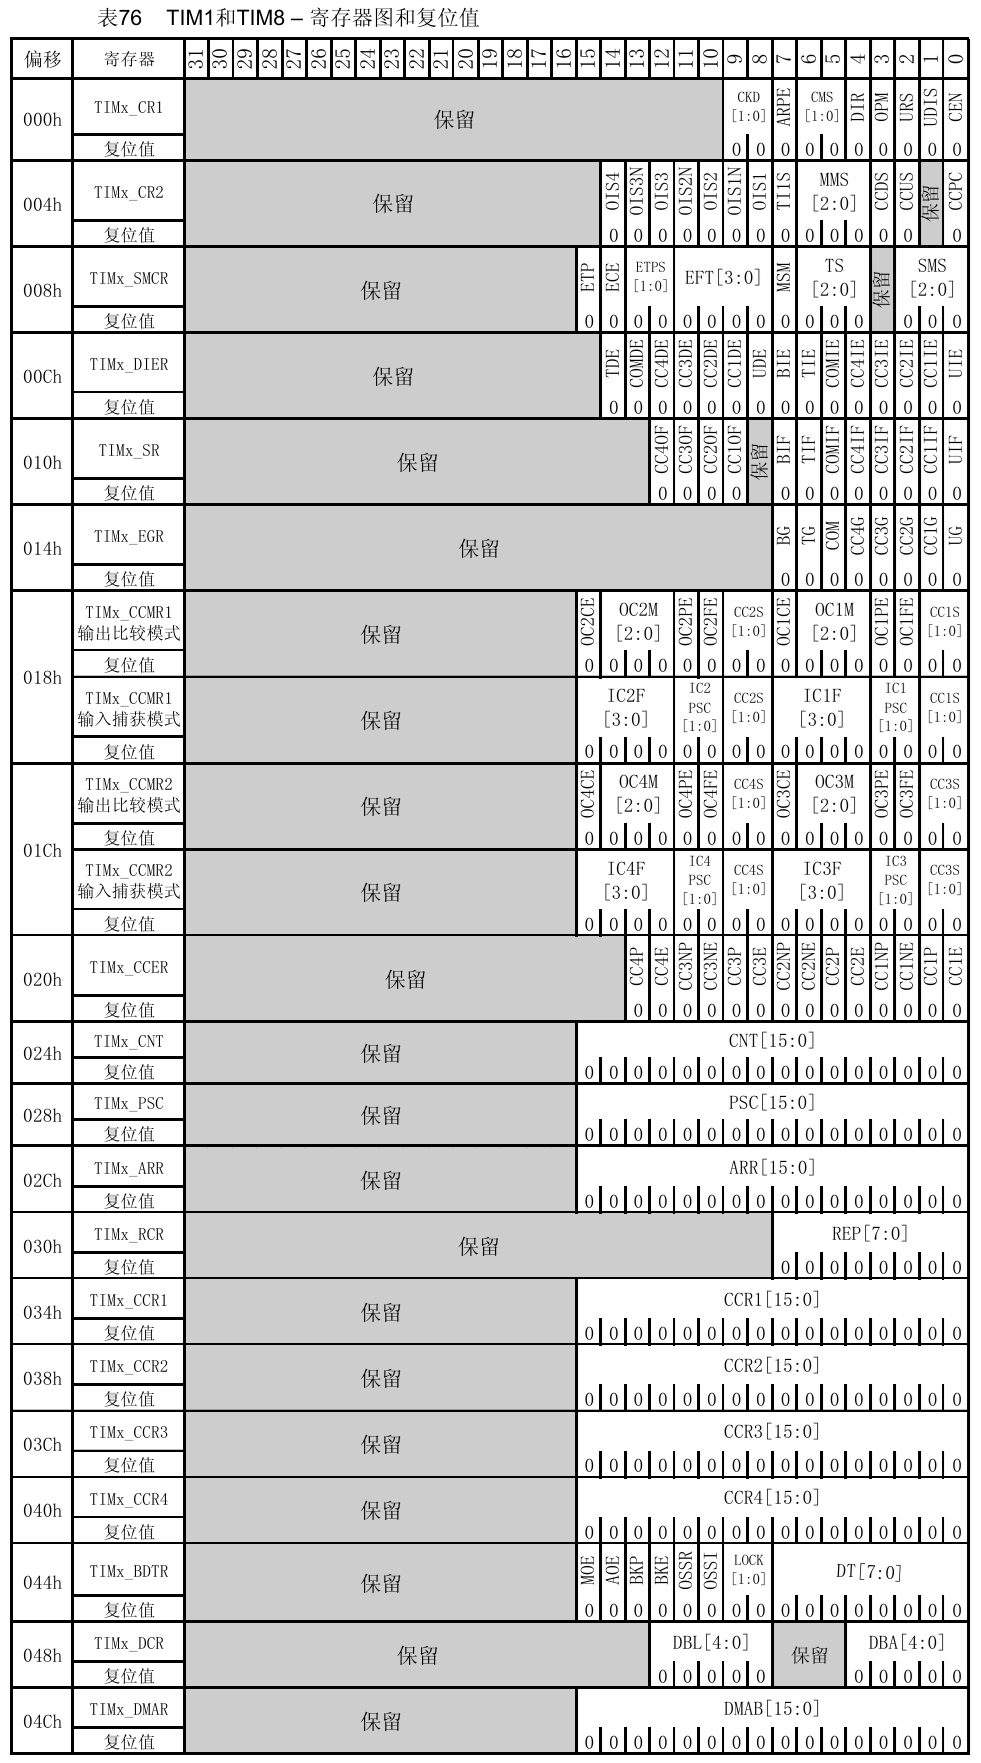 表76 TIM1和TIM8 – 寄存器图和复位值
偏移 寄存器 31 30 29 28 27 26 25 24 23 22 21 20 19 18 17 16 15 14 13 12 11 10 9 8 7 6 5 4 3 2 1 0
000h TIMx_CR1 保留 CKD [1:0] ARPE CMS [1:0] DIR OPM URS UDIS CEN
复位值 0 0 0 0 0 0 0 0 0 0
004h TIMx_CR2 保留 OIS4 OIS3N OIS3 OIS2N OIS2 OIS1N OIS1 TI1S MMS [2:0] CCDS CCUS 保留 CCPC
复位值 0 0 0 0 0 0 0 0 0 0 0 0 0 0
008h TIMx_SMCR 保留 ETP ECE ETPS [1:0] EFT[3:0] MSM TS [2:0] 保留 SMS [2:0]
复位值 0 0 0 0 0 0 0 0 0 0 0 0 0 0 0
00Ch TIMx_DIER 保留 TDE COMDE CC4DE CC3DE CC2DE CC1DE UDE BIE TIE COMIE CC4IE CC3IE CC2IE CC1IE UIE
复位值 0 0 0 0 0 0 0 0 0 0 0 0 0 0 0
010h TIMx_SR 保留 CC4OF CC3OF CC2OF CC1OF 保留 BIF TIF COMIF CC4IF CC3IF CC2IF CC1IF UIF
复位值 0 0 0 0 0 0 0 0 0 0 0 0
014h TIMx_EGR 保留 BG TG COM CC4G CC3G CC2G CC1G UG
复位值 0 0 0 0 0 0 0 0
018h TIMx_CCMR1 输出比较模式 保留 OC2CE OC2M [2:0] OC2PE OC2FE CC2S [1:0] OC1CE OC1M [2:0] OC1PE OC1FE CC1S [1:0]
复位值 0 0 0 0 0 0 0 0 0 0 0 0 0 0 0 0
TIMx_CCMR1 输入捕获模式 保留 IC2F [3:0] IC2 PSC [1:0] CC2S [1:0] IC1F [3:0] IC1 PSC [1:0] CC1S [1:0]
复位值 0 0 0 0 0 0 0 0 0 0 0 0 0 0 0 0
01Ch TIMx_CCMR2 输出比较模式 保留 OC4CE OC4M [2:0] OC4PE OC4FE CC4S [1:0] OC3CE OC3M [2:0] OC3PE OC3FE CC3S [1:0]
复位值 0 0 0 0 0 0 0 0 0 0 0 0 0 0 0 0
TIMx_CCMR2 输入捕获模式 保留 IC4F [3:0] IC4 PSC [1:0] CC4S [1:0] IC3F [3:0] IC3 PSC [1:0] CC3S [1:0]
复位值 0 0 0 0 0 0 0 0 0 0 0 0 0 0 0 0
020h TIMx_CCER 保留 CC4P CC4E CC3NP CC3NE CC3P CC3E CC2NP CC2NE CC2P CC2E CC1NP CC1NE CC1P CC1E
复位值 0 0 0 0 0 0 0 0 0 0 0 0 0 0
024h TIMx_CNT 保留 CNT[15:0]
复位值 0 0 0 0 0 0 0 0 0 0 0 0 0 0 0 0
028h TIMx_PSC 保留 PSC[15:0]
复位值 0 0 0 0 0 0 0 0 0 0 0 0 0 0 0 0
02Ch TIMx_ARR 保留 ARR[15:0]
复位值 0 0 0 0 0 0 0 0 0 0 0 0 0 0 0 0
030h TIMx_RCR 保留 REP[7:0]
复位值 0 0 0 0 0 0 0 0
034h TIMx_CCR1 保留 CCR1[15:0]
复位值 0 0 0 0 0 0 0 0 0 0 0 0 0 0 0 0
038h TIMx_CCR2 保留 CCR2[15:0]
复位值 0 0 0 0 0 0 0 0 0 0 0 0 0 0 0 0
03Ch TIMx_CCR3 保留 CCR3[15:0]
复位值 0 0 0 0 0 0 0 0 0 0 0 0 0 0 0 0
040h TIMx_CCR4 保留 CCR4[15:0]
复位值 0 0 0 0 0 0 0 0 0 0 0 0 0 0 0 0
044h TIMx_BDTR 保留 MOE AOE BKP BKE OSSR OSSI LOCK [1:0] DT[7:0]
复位值 0 0 0 0 0 0 0 0 0 0 0 0 0 0 0 0
048h TIMx_DCR 保留 DBL[4:0] 保留 DBA[4:0]
复位值 0 0 0 0 0 0 0 0 0 0
04Ch TIMx_DMAR 保留 DMAB[15:0]
复位值 0 0 0 0 0 0 0 0 0 0 0 0 0 0 0 0